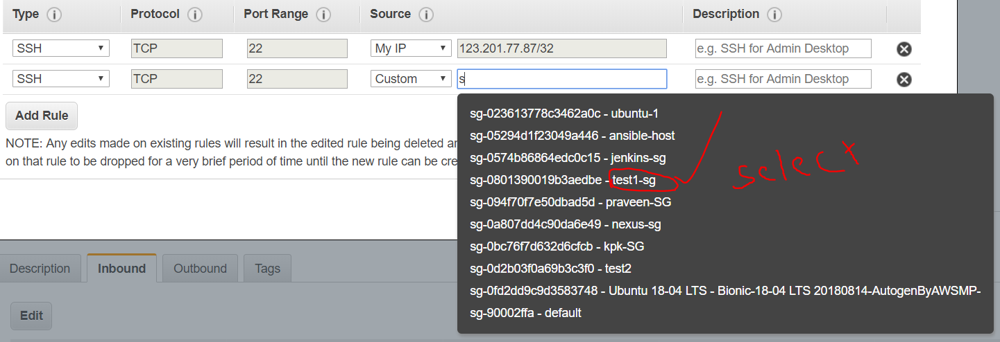 Type Protocol Port Range Source Description
SSH TCP 22 My IP 123.201.77.87/32 e.g. SSH for Admin Desktop
SSH TCP 22 Custom s e.g. SSH for Admin Desktop
Add Rule
NOTE: Any edits made on existing rules will result in the edited rule being deleted
on that rule to be dropped for a very brief period of time until the new rule can be
sg-023613778c3462a0c - ubuntu-1
sg-05294d1f23049a446 - ansible-host
sg-0574b86864edc0c15 - jenkins-sg
sg-0801390019b3aedbe - test1-sg
select
sg-094f70f7e50dbad5d - praveen-SG
sg-0a807dd4c90da6e49 - nexus-sg
sg-0bc76f7d632d6cfcb - kpk-SG
sg-0d2b03f0a69b3c3f0 - test2
sg-0fd2dd9c9d3583748 - Ubuntu 18-04 LTS - Bionic-18-04 LTS 20180814-AutogenByAWSMP-
sg-90002ffa - default
Description Inbound Outbound Tags
Edit